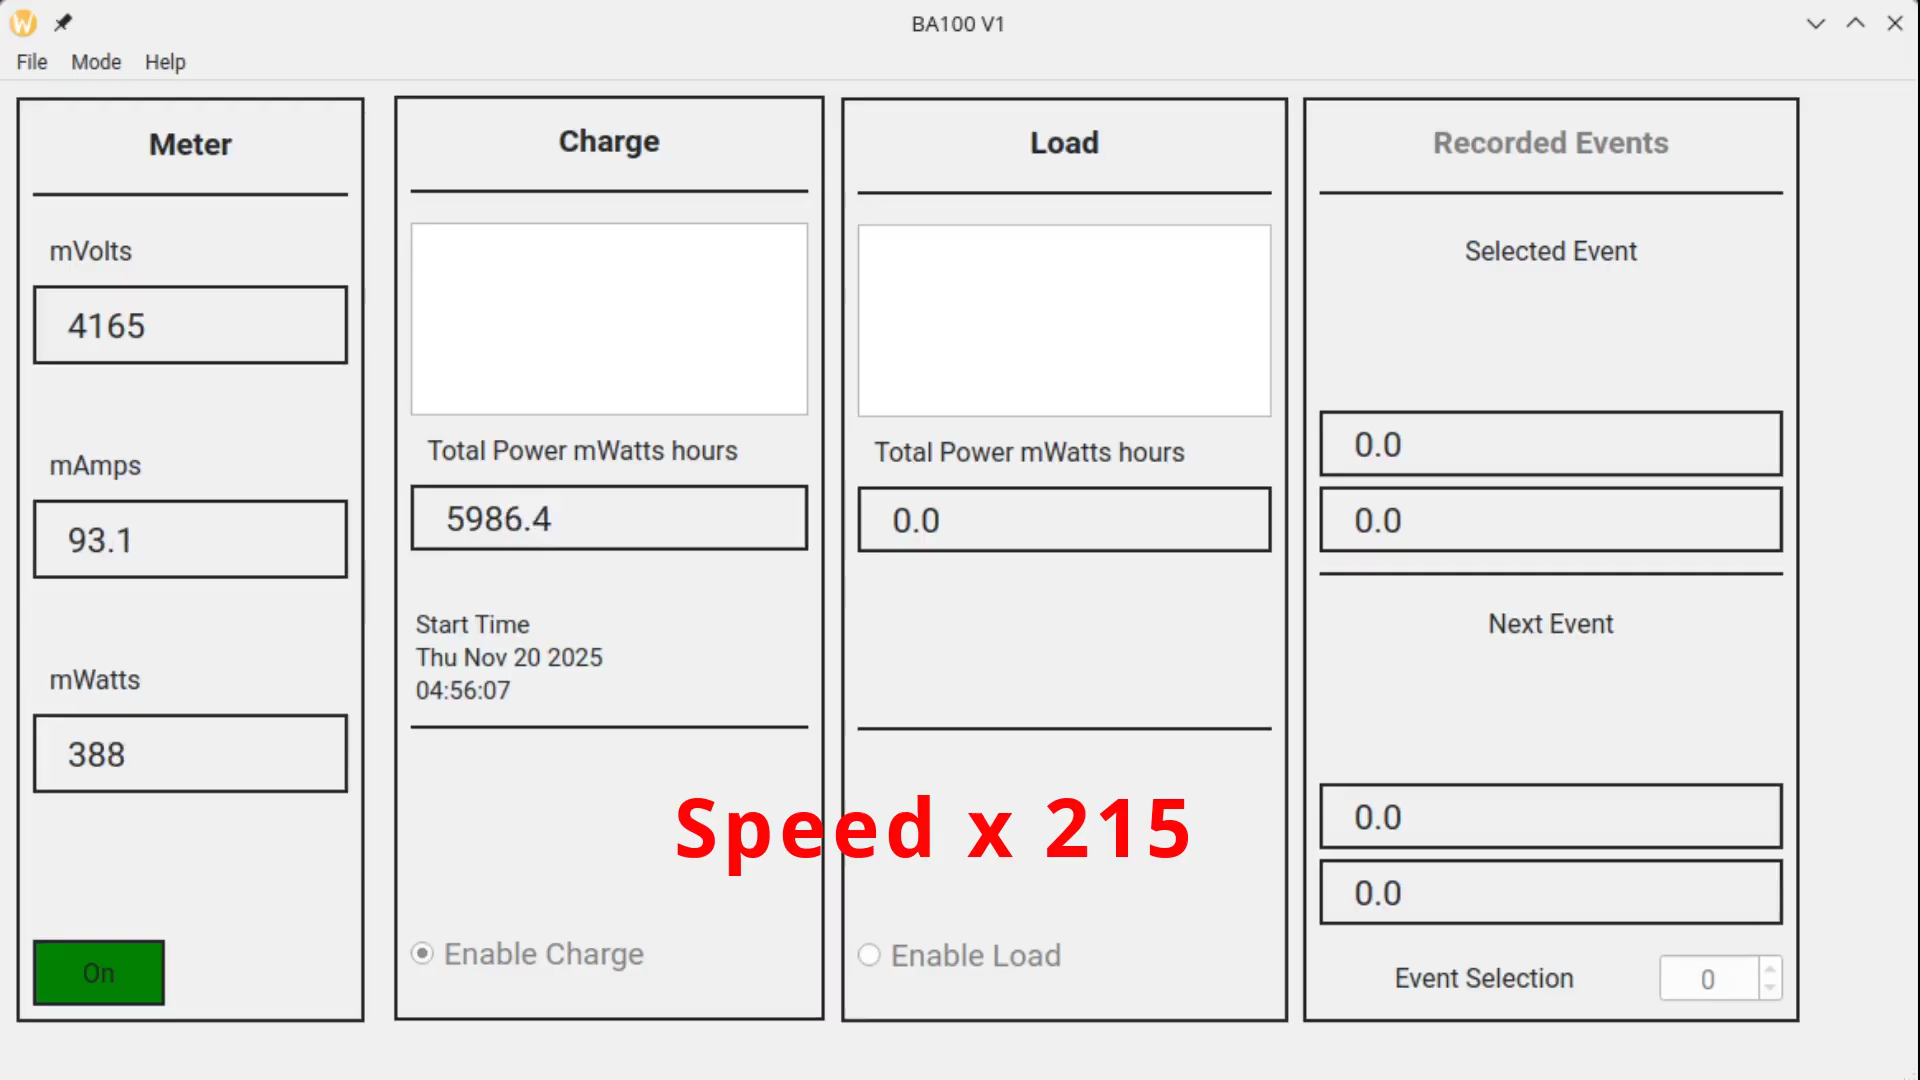 BA100 V1
File Mode Help
Meter
mVolts
4165
mAmps
93.1
mWatts
388
On
Charge
Total Power mWatts hours
5986.4
Start Time
Thu Nov 20 2025
04:56:07
Enable Charge
Load
Total Power mWatts hours
0.0
Enable Load
Speed x 215
Recorded Events
Selected Event
0.0
0.0
Next Event
0.0
0.0
Event Selection 0